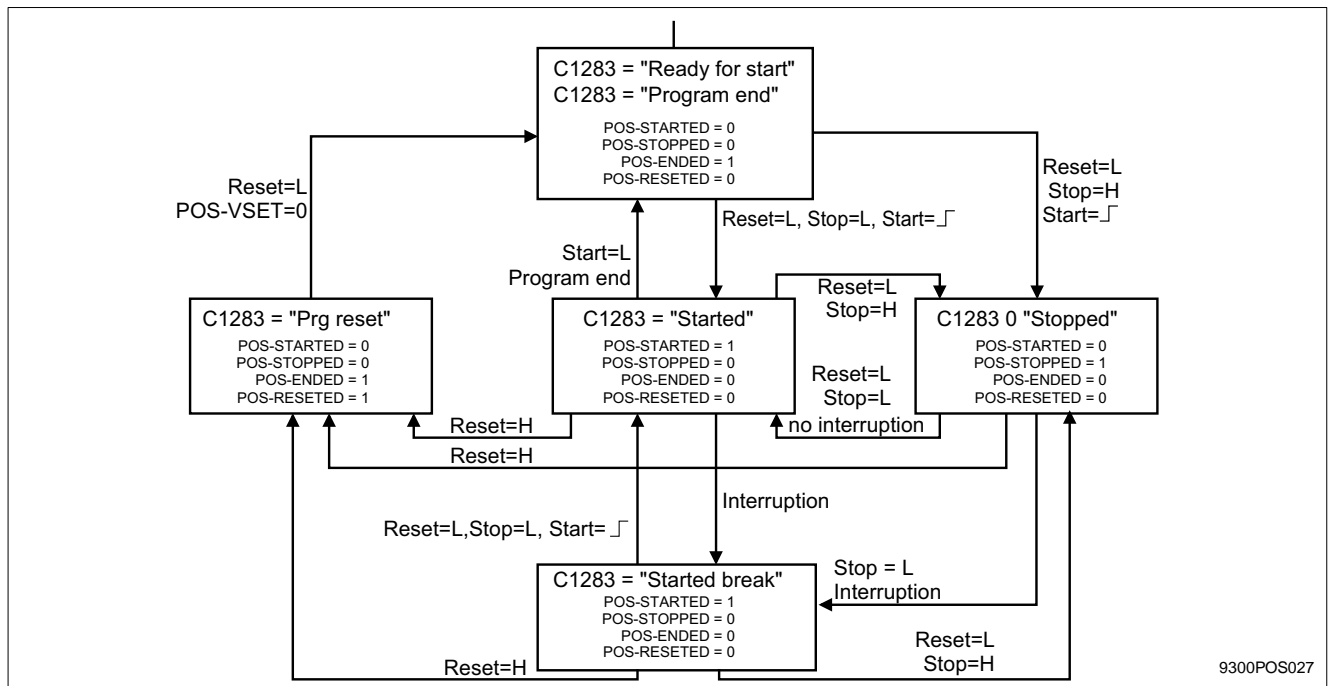 C1283 = "Ready for start"
C1283 = "Program end"
POS-STARTED = 0
POS-STOPPED = 0
POS-ENDED = 1
POS-RESETED = 0
Reset=L
POS-VSET=0
Start=L
Program end
Reset=L, Stop=L, Start=
Reset=L
Stop=H
Start=
Reset=L
Stop=H
C1283 = "Prg reset"
POS-STARTED = 0
POS-STOPPED = 0
POS-ENDED = 1
POS-RESETED = 1
C1283 = "Started"
POS-STARTED = 1
POS-STOPPED = 0
POS-ENDED = 0
POS-RESETED = 0
C1283 0 "Stopped"
POS-STARTED = 0
POS-STOPPED = 1
POS-ENDED = 0
POS-RESETED = 0
Reset=L
Stop=L
no interruption
Reset=H
Reset=H
Interruption
Reset=L,Stop=L, Start=
C1283 = "Started break"
POS-STARTED = 1
POS-STOPPED = 0
POS-ENDED = 0
POS-RESETED = 0
Stop = L
Interruption
Reset=H
Reset=L
Stop=H
9300POS027